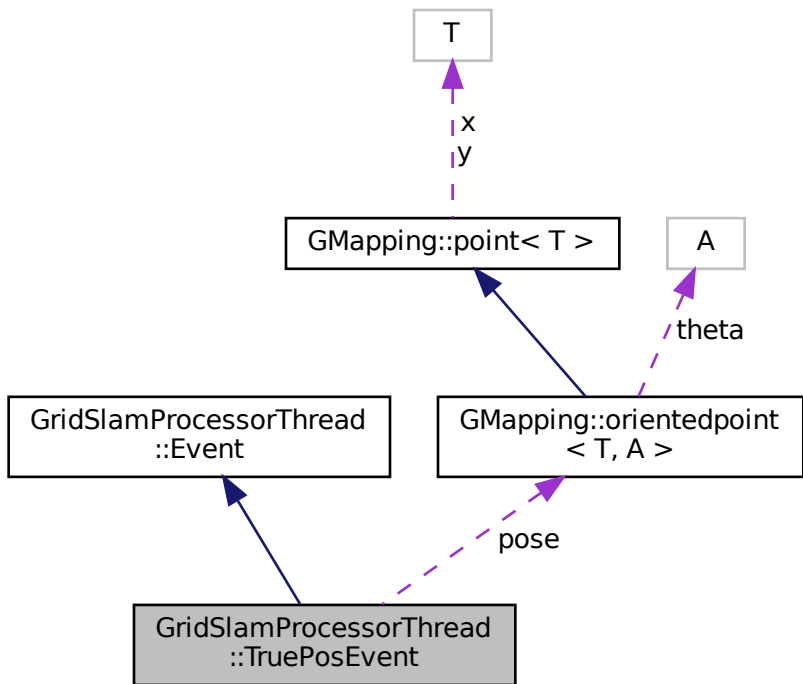 T
x
y
GMapping::point< T >
A
theta
GridSlamProcessorThread
::Event
GMapping::orientedpoint
< T, A >
pose
GridSlamProcessorThread
::TruePosEvent